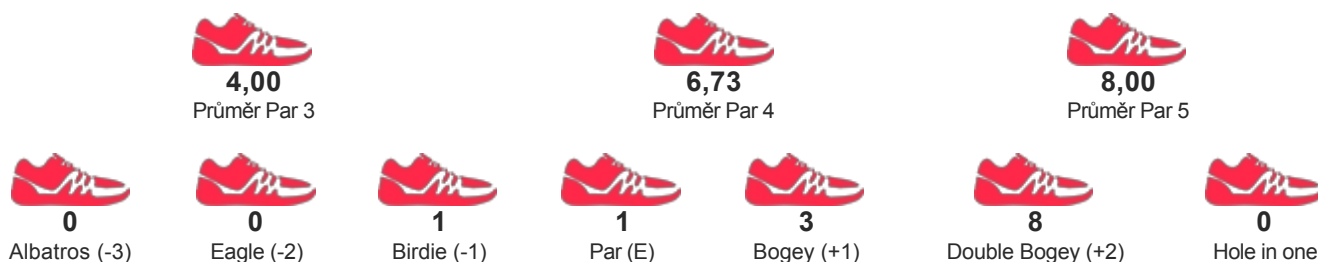 4,00
Průměr Par 3
6,73
Průměr Par 4
8,00
Průměr Par 5
0
Albatros (-3)
0
Eagle (-2)
1
Birdie (-1)
1
Par (E)
3
Bogey (+1)
8
Double Bogey (+2)
0
Hole in one